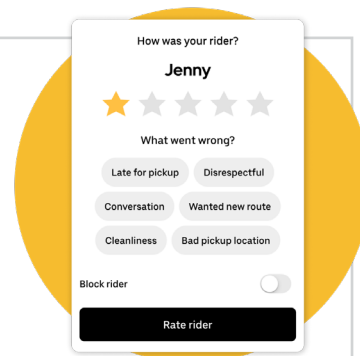 How was your rider?
Jenny
What went wrong?
Late for pickup Disrespectful
Conversation Wanted new route
Cleanliness Bad pickup location
Block rider
Rate rider